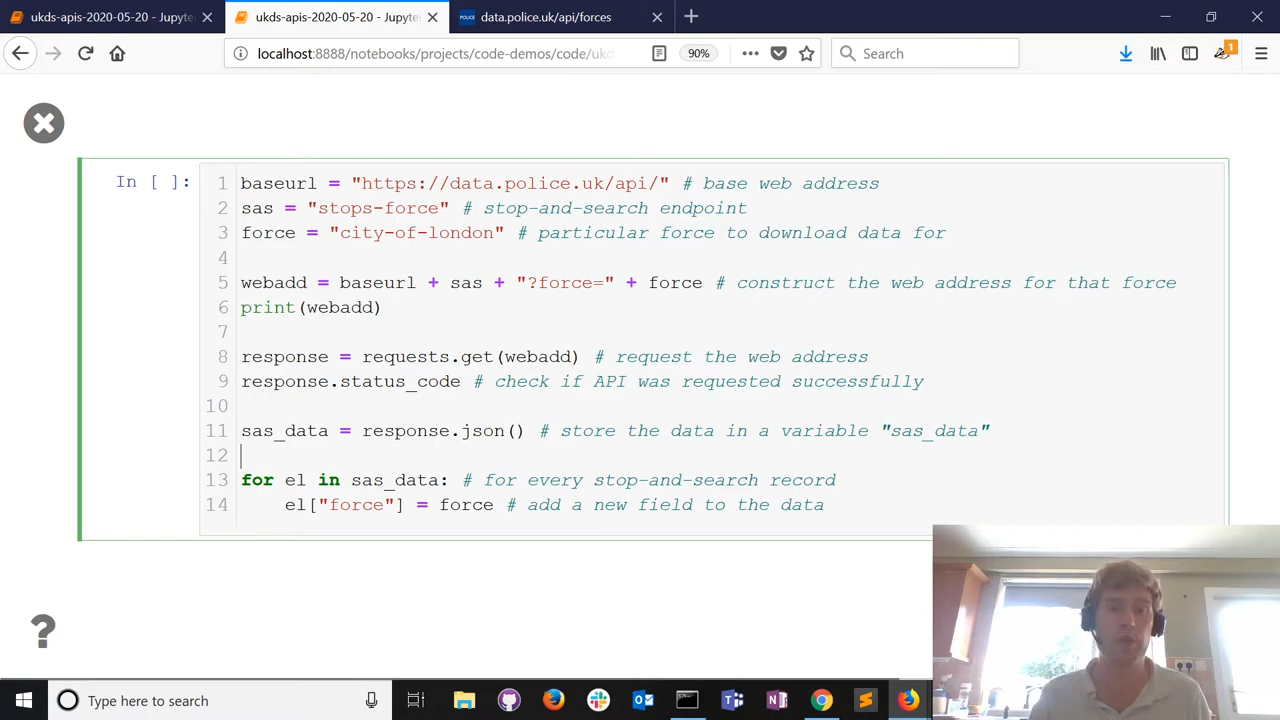 ukds-apis-2020-05-20 - Jupyte
ukds-apis-2020-05-20 - Jupyte
POLICE
data.police.uk/api/forces
localhost:8888/notebooks/projects/code-demos/code/ukd
90%
Search
1
In [ ]:
1 baseurl = "https://data.police.uk/api/" # base web address
2 sas = "stops-force" # stop-and-search endpoint
3 force = "city-of-london" # particular force to download data for
4
5 webadd = baseurl + sas + "?force=" + force # construct the web address for that force
6 print(webadd)
7
8 response = requests.get(webadd) # request the web address
9 response.status_code # check if API was requested successfully
10
11 sas_data = response.json() # store the data in a variable "sas_data"
12
13 for el in sas_data: # for every stop-and-search record
14     el["force"] = force # add a new field to the data
?
Type here to search